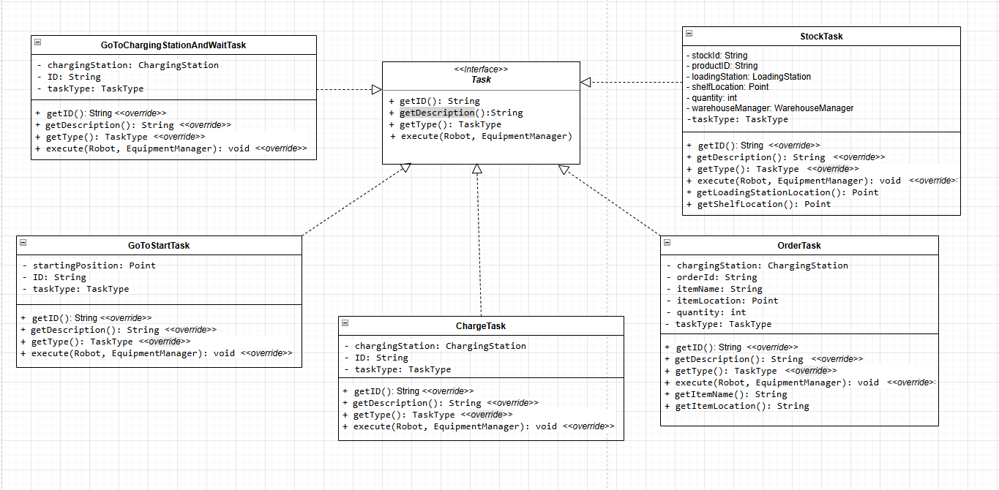 GoToChargingStationAndWaitTask
- chargingStation: ChargingStation
- ID: String
- taskType: TaskType
+ getID(): String <<override>>
+ getDescription(): String <<override>>
+ getType(): TaskType <<override>>
+ execute(Robot, EquipmentManager): void <<override>>
<<Interface>>
Task
+ getID(): String
+ getDescription():String
+ getType(): TaskType
+ execute(Robot, EquipmentManager)
StockTask
- stockId: String
- productID: String
- loadingStation: LoadingStation
- shelfLocation: Point
- quantity: int
- warehouseManager: WarehouseManager
-taskType: TaskType
+ getID(): String <<override>>
+ getDescription(): String <<override>>
+ getType(): TaskType <<override>>
+ execute(Robot, EquipmentManager): void <<override>:
+ getLoadingStationLocation(): Point
+ getShelfLocation(): Point
GoToStartTask
- startingPosition: Point
- ID: String
- taskType: TaskType
+ getID(): String <<override>>
+ getDescription(): String <<override>>
+ getType(): TaskType <<override>>
+ execute(Robot, EquipmentManager): void <<override>>
ChargeTask
- chargingStation: ChargingStation
- ID: String
- taskType: TaskType
+ getID(): String <<override>>
+ getDescription(): String <<override>>
+ getType(): TaskType <<override>>
+ execute(Robot, EquipmentManager): void <<override>>
OrderTask
- chargingStation: ChargingStation
- orderId: String
- itemName: String
- itemLocation: Point
- quantity: int
- taskType: TaskType
+ getID(): String <<override>>
+ getDescription(): String <<override>>
+ getType(): TaskType <<override>>
+ execute(Robot, EquipmentManager): void <<override>:
+ getItemName(): String
+ getItemLocation(): String